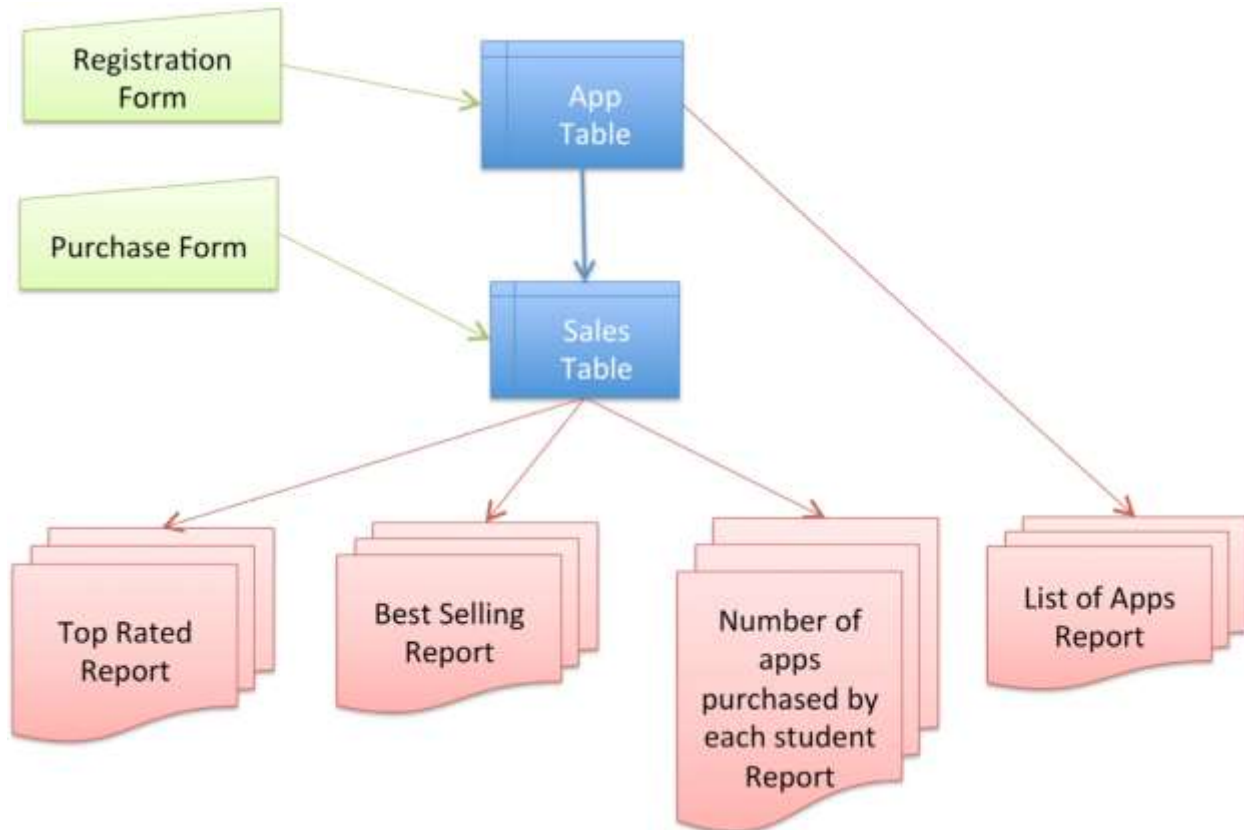 Registration
Form
App
Table
Purchase Form
Sales
Table
Top Rated
Report
Best Selling
Report
Number of
apps
purchased by
each student
Report
List of Apps
Report